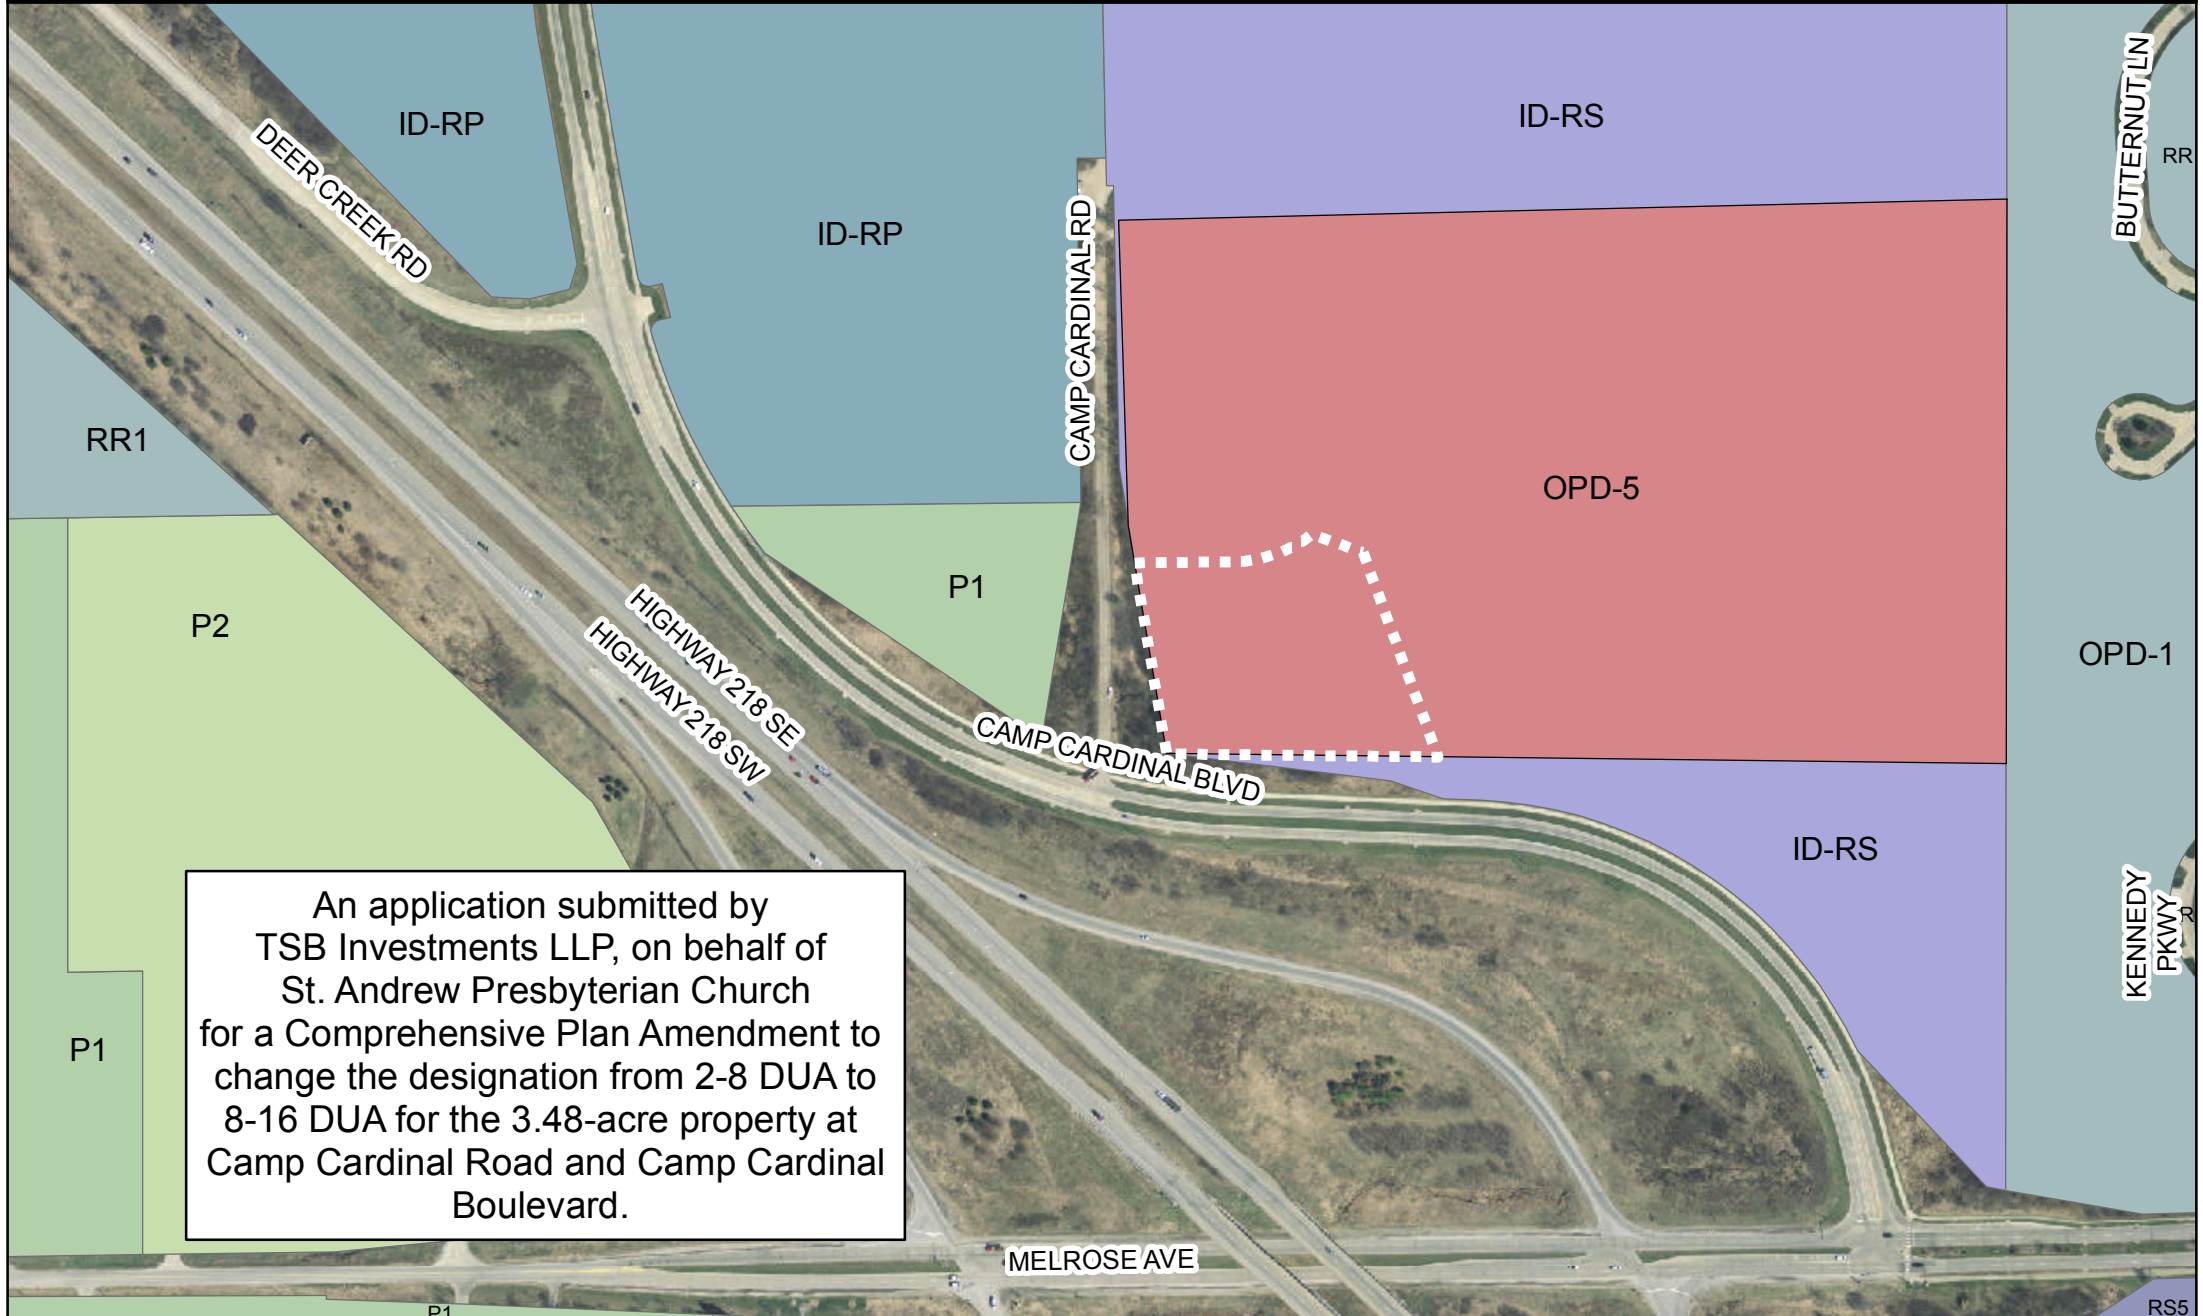 ID-RP
ID-RS
BUTTERNUT LN
RR
DEER CREEK RD
ID-RP
CAMP CARDINAL RD
RR1
OPD-5
P1
P2
HIGHWAY 218 SE
HIGHWAY 218 SW
OPD-1
CAMP CARDINAL BLVD
ID-RS
KENNEDY
PKWY
R
An application submitted by
TSB Investments LLP, on behalf of
St. Andrew Presbyterian Church
for a Comprehensive Plan Amendment to
change the designation from 2-8 DUA to
8-16 DUA for the 3.48-acre property at
Camp Cardinal Road and Camp Cardinal
Boulevard.
P1
MELROSE AVE
P1
RS5